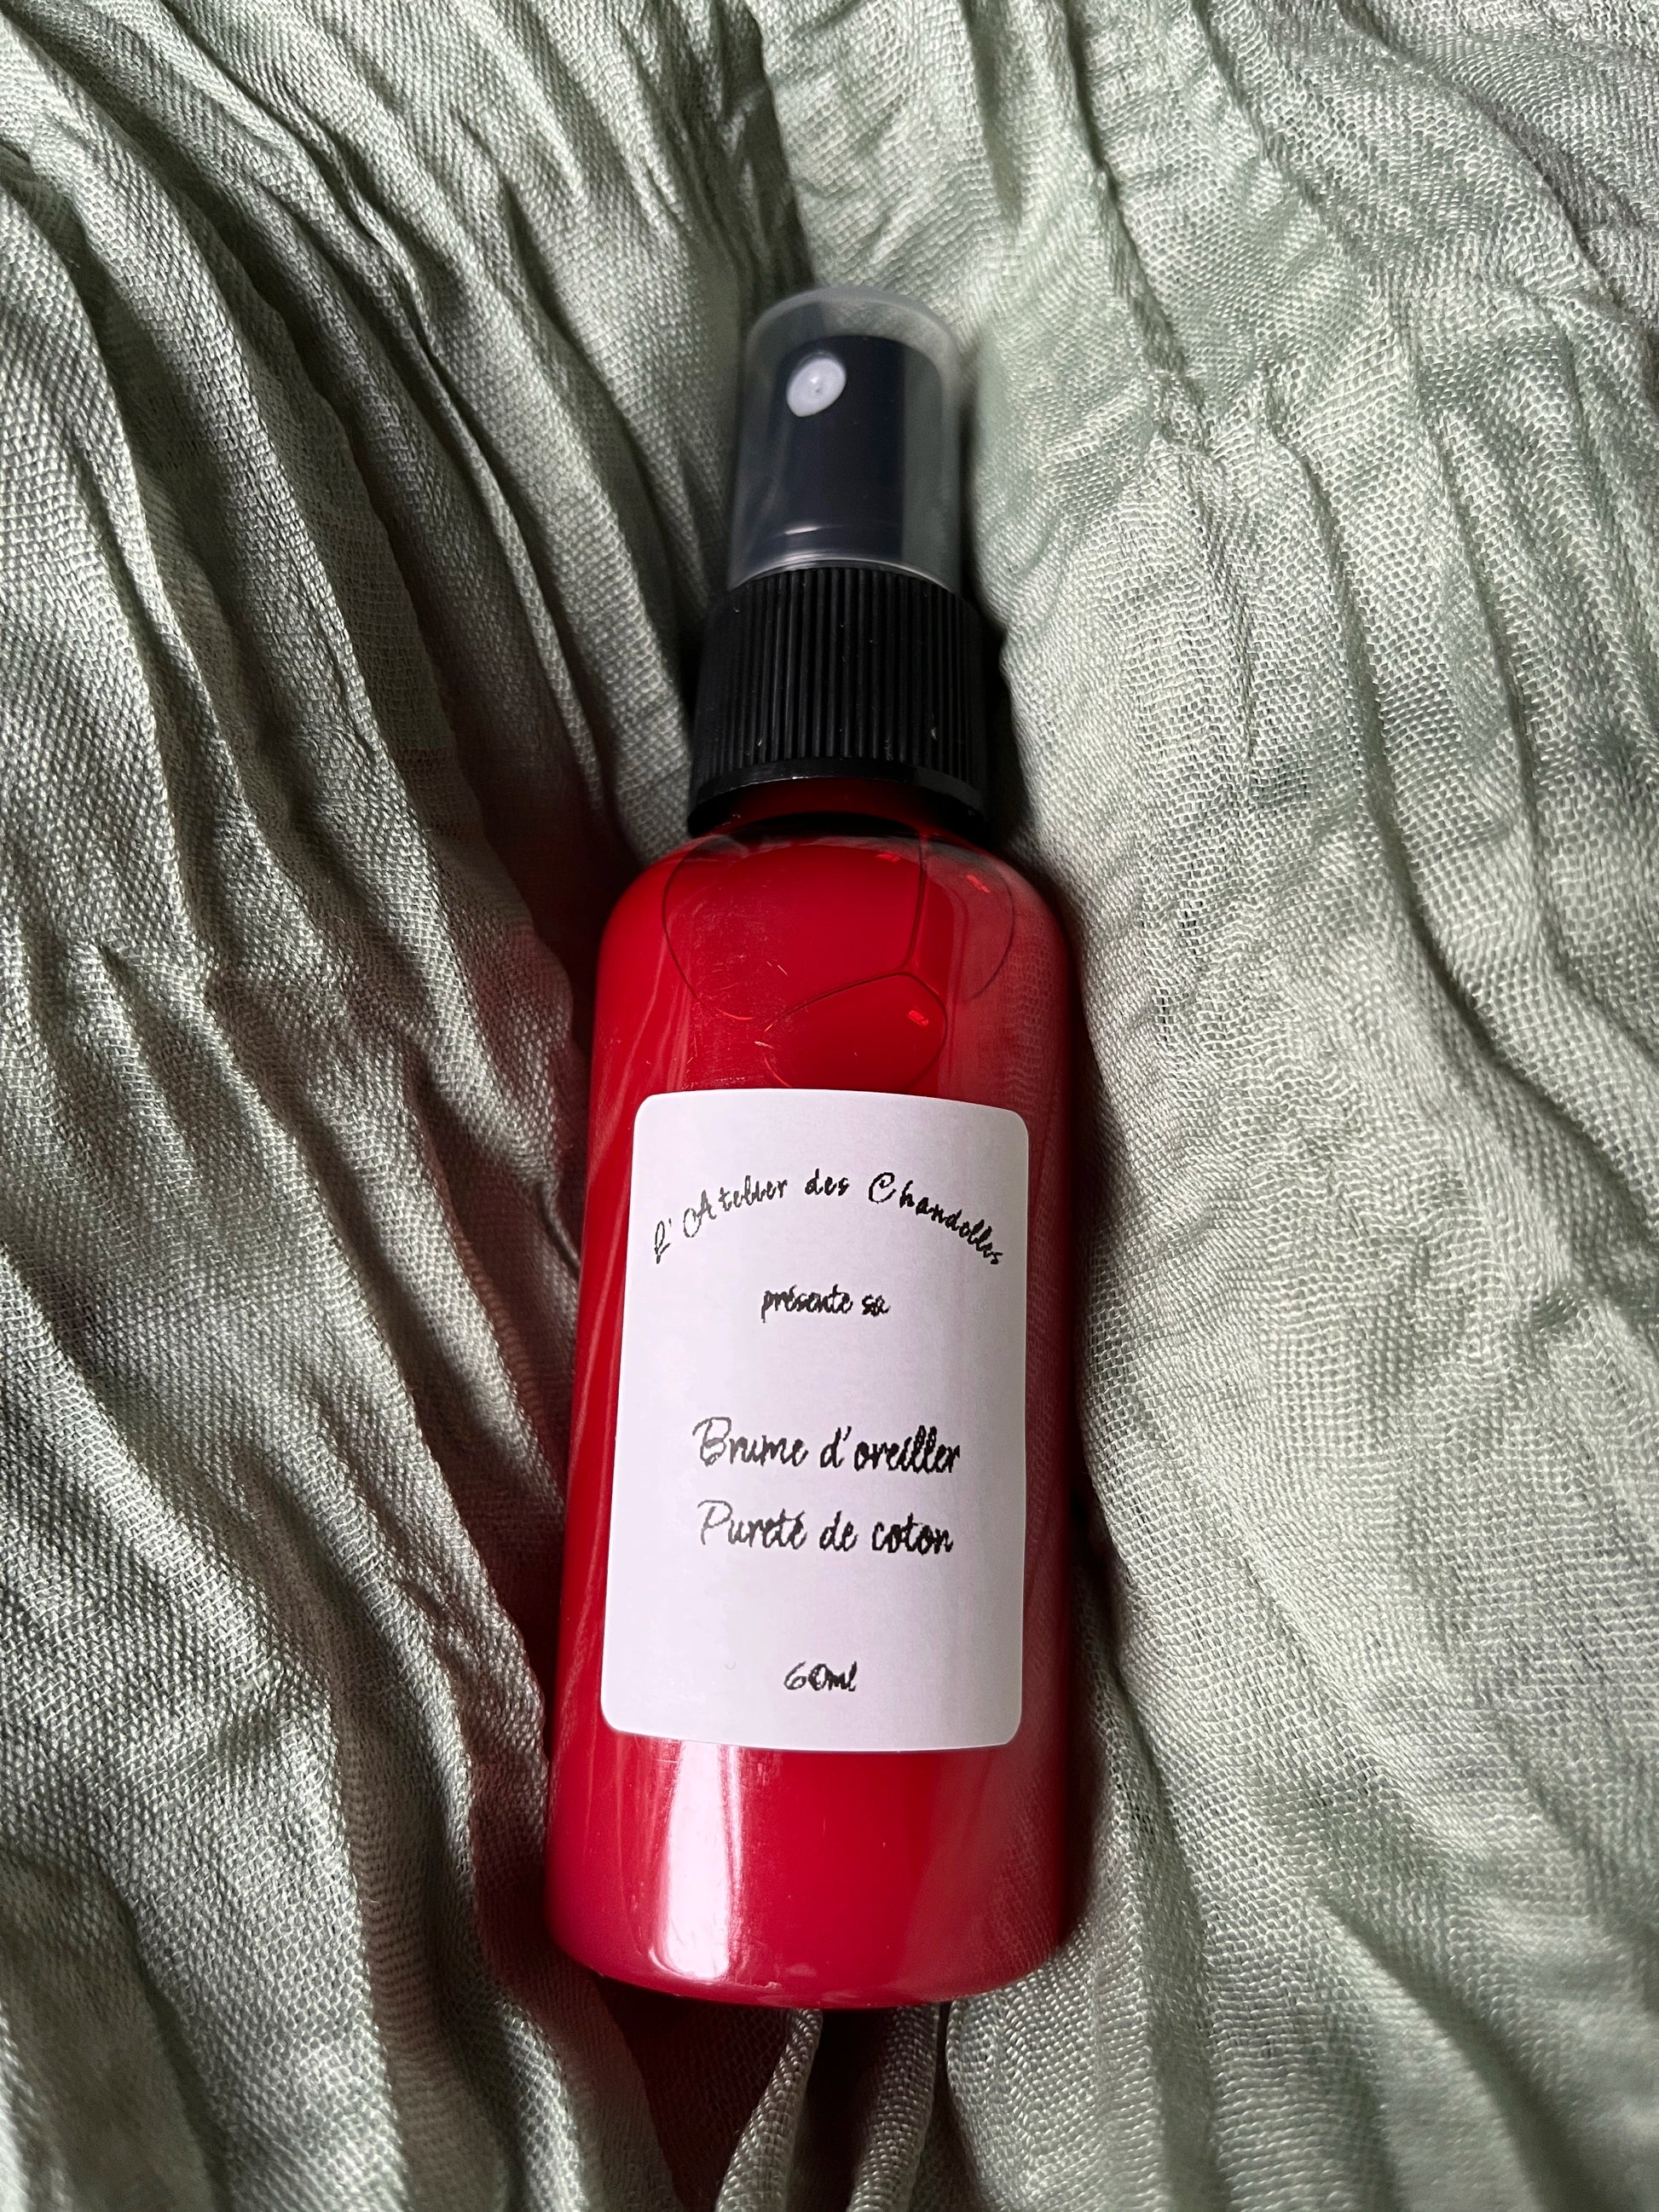 L'Atelier des Chandelles
présente sa
Brume d'oreiller
Pureté de coton
60ml